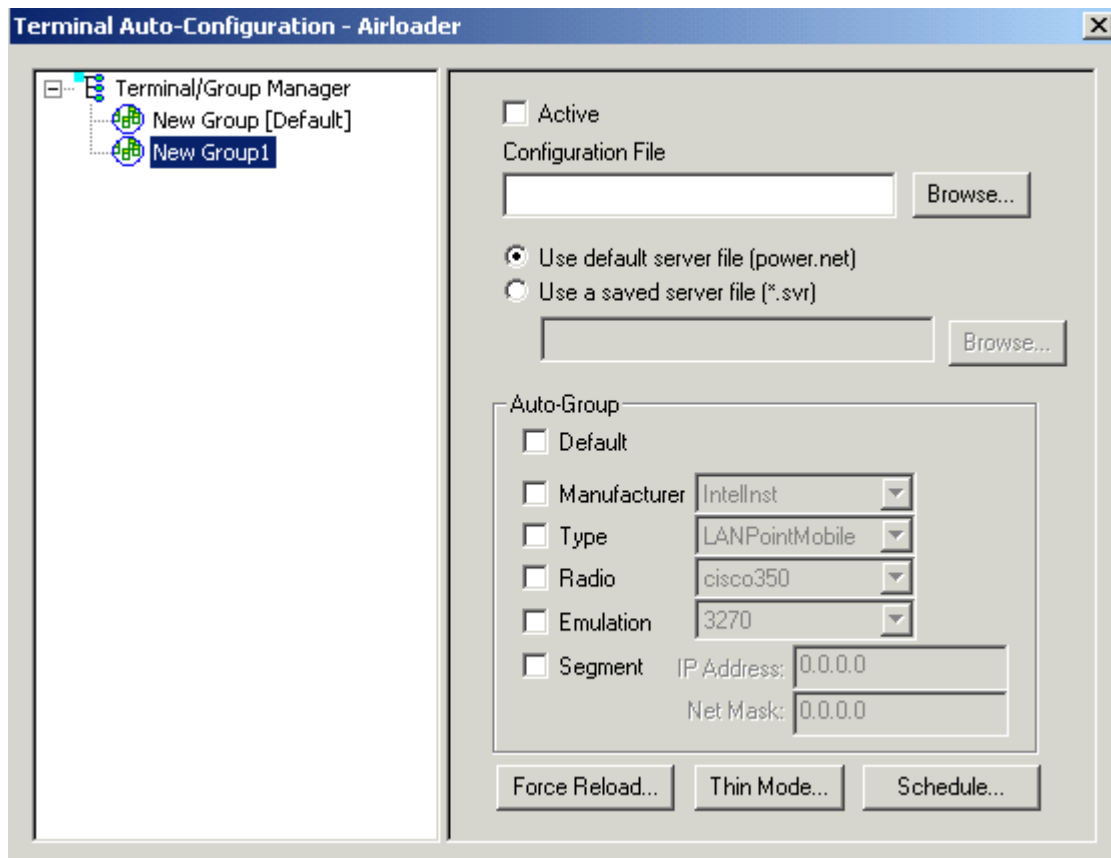 Terminal Auto-Configuration - Airloader
Terminal/Group Manager
New Group [Default]
New Group1
Active
Configuration File
Browse...
Use default server file (power.net)
Use a saved server file (*.svr)
Browse...
Auto-Group
Default
Manufacturer IntelInst
Type LANPointMobile
Radio cisco350
Emulation 3270
Segment IP Address: 0.0.0.0
Net Mask: 0.0.0.0
Force Reload... Thin Mode... Schedule...